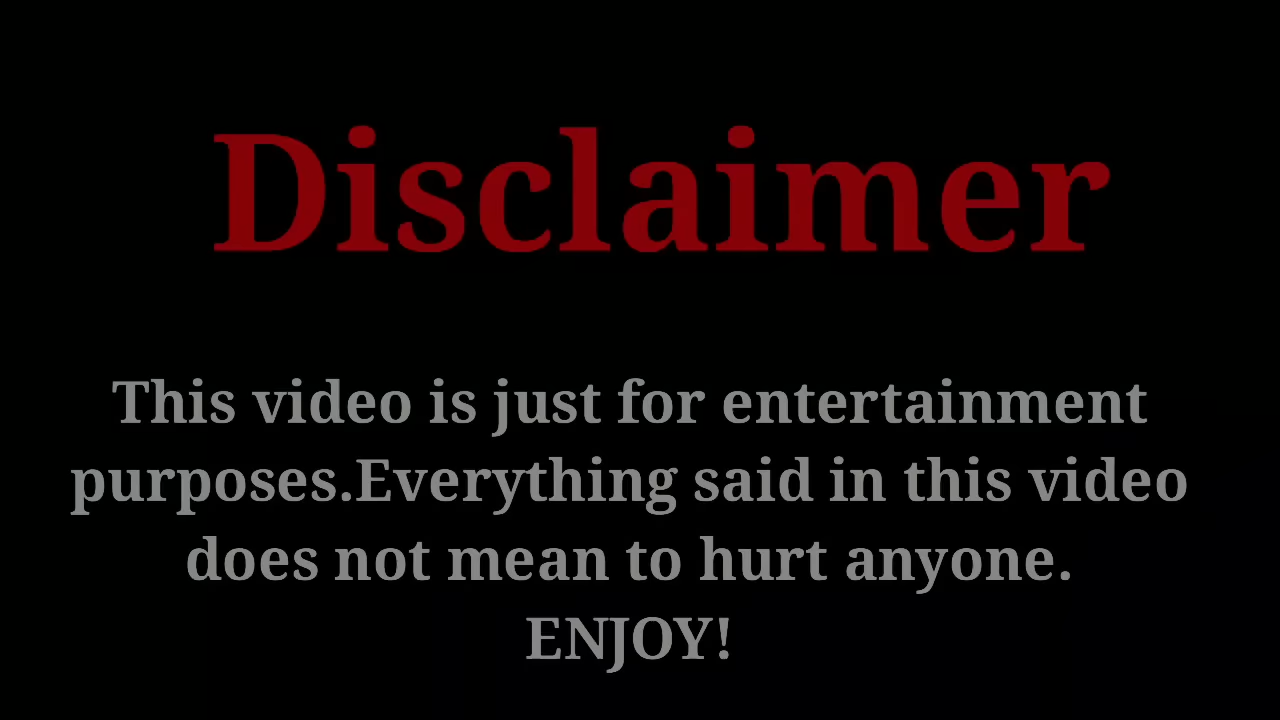 Disclaimer
This video is just for entertainment
purposes.Everything said in this video
does not mean to hurt anyone.
ENJOY!